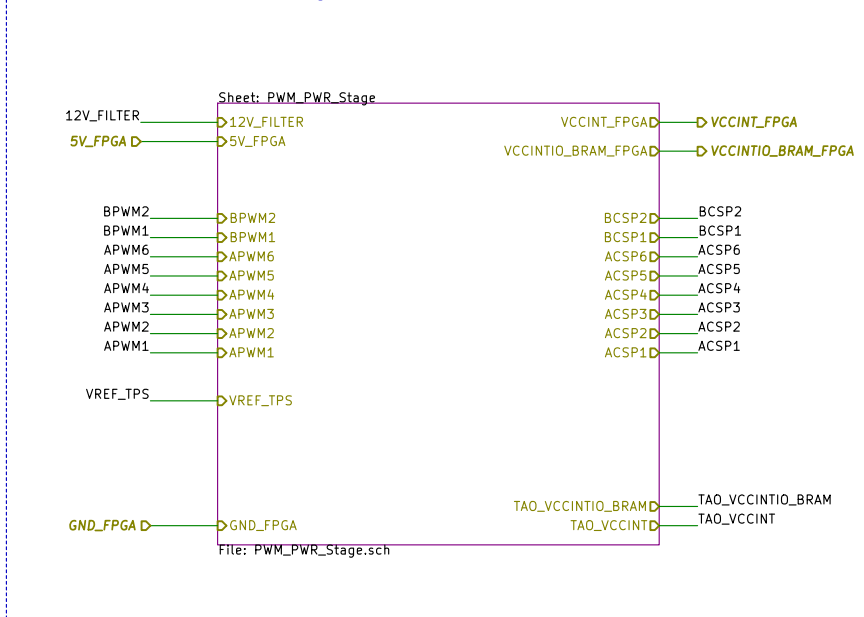 Sheet: PWM_PWR_Stage
12V_FILTER 12V_FILTER VCCINT_FPGA VCCINT_FPGA
5V_FPGA 5V_FPGA
VCCINTIO_BRAM_FPGA VCCINTIO_BRAM_FPGA
BPWM2 BPWM2 BCSP2 BCSP2
BPWM1 BPWM1 BCSP1 BCSP1
APWM6 APWM6 ACSP6 ACSP6
APWM5 APWM5 ACSP5 ACSP5
APWM4 APWM4 ACSP4 ACSP4
APWM3 APWM3 ACSP3 ACSP3
APWM2 APWM2 ACSP2 ACSP2
APWM1 APWM1 ACSP1 ACSP1
VREF_TPS VREF_TPS
TAO_VCCINTIO_BRAM TAO_VCCINTIO_BRAM
GND_FPGA GND_FPGA TAO_VCCINT TAO_VCCINT
File: PWM_PWR_Stage.sch